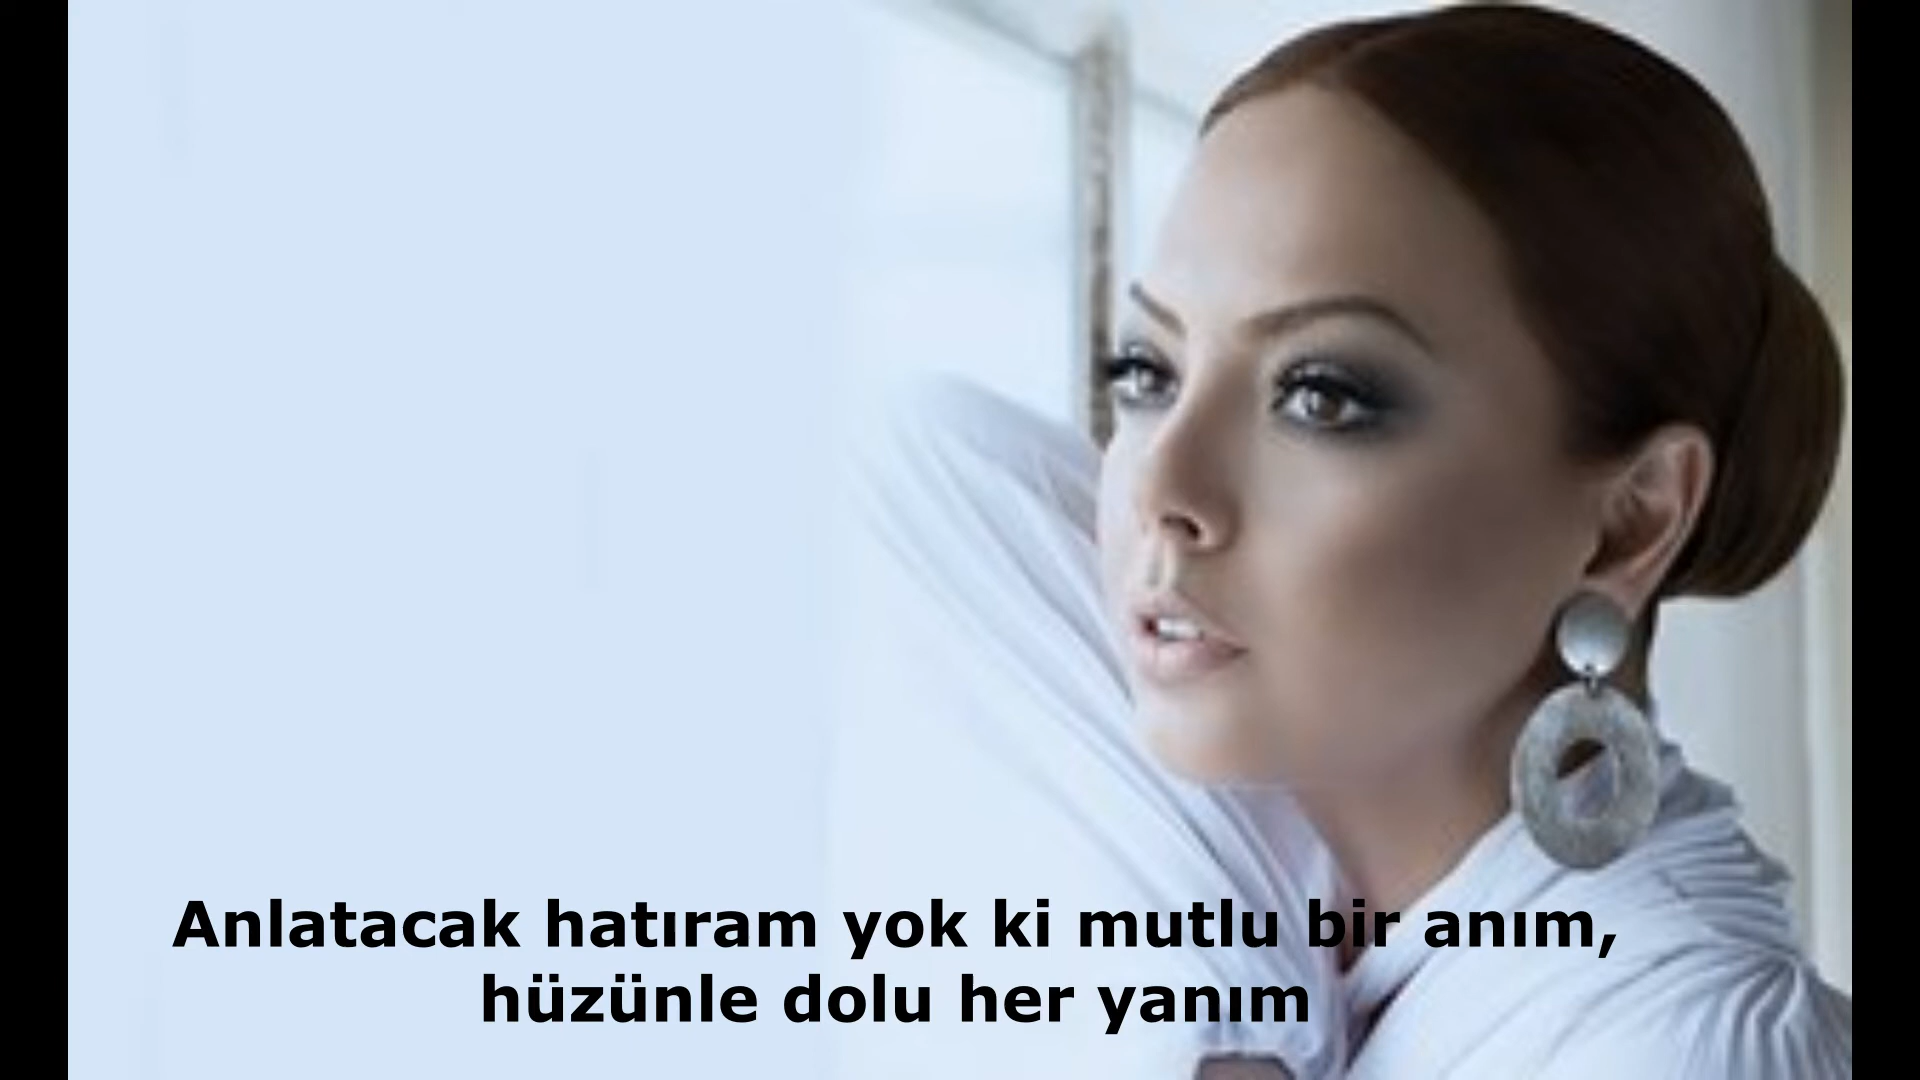 Anlatacak hatıram yok ki mutlu bir anım,
hüzünle dolu her yanım